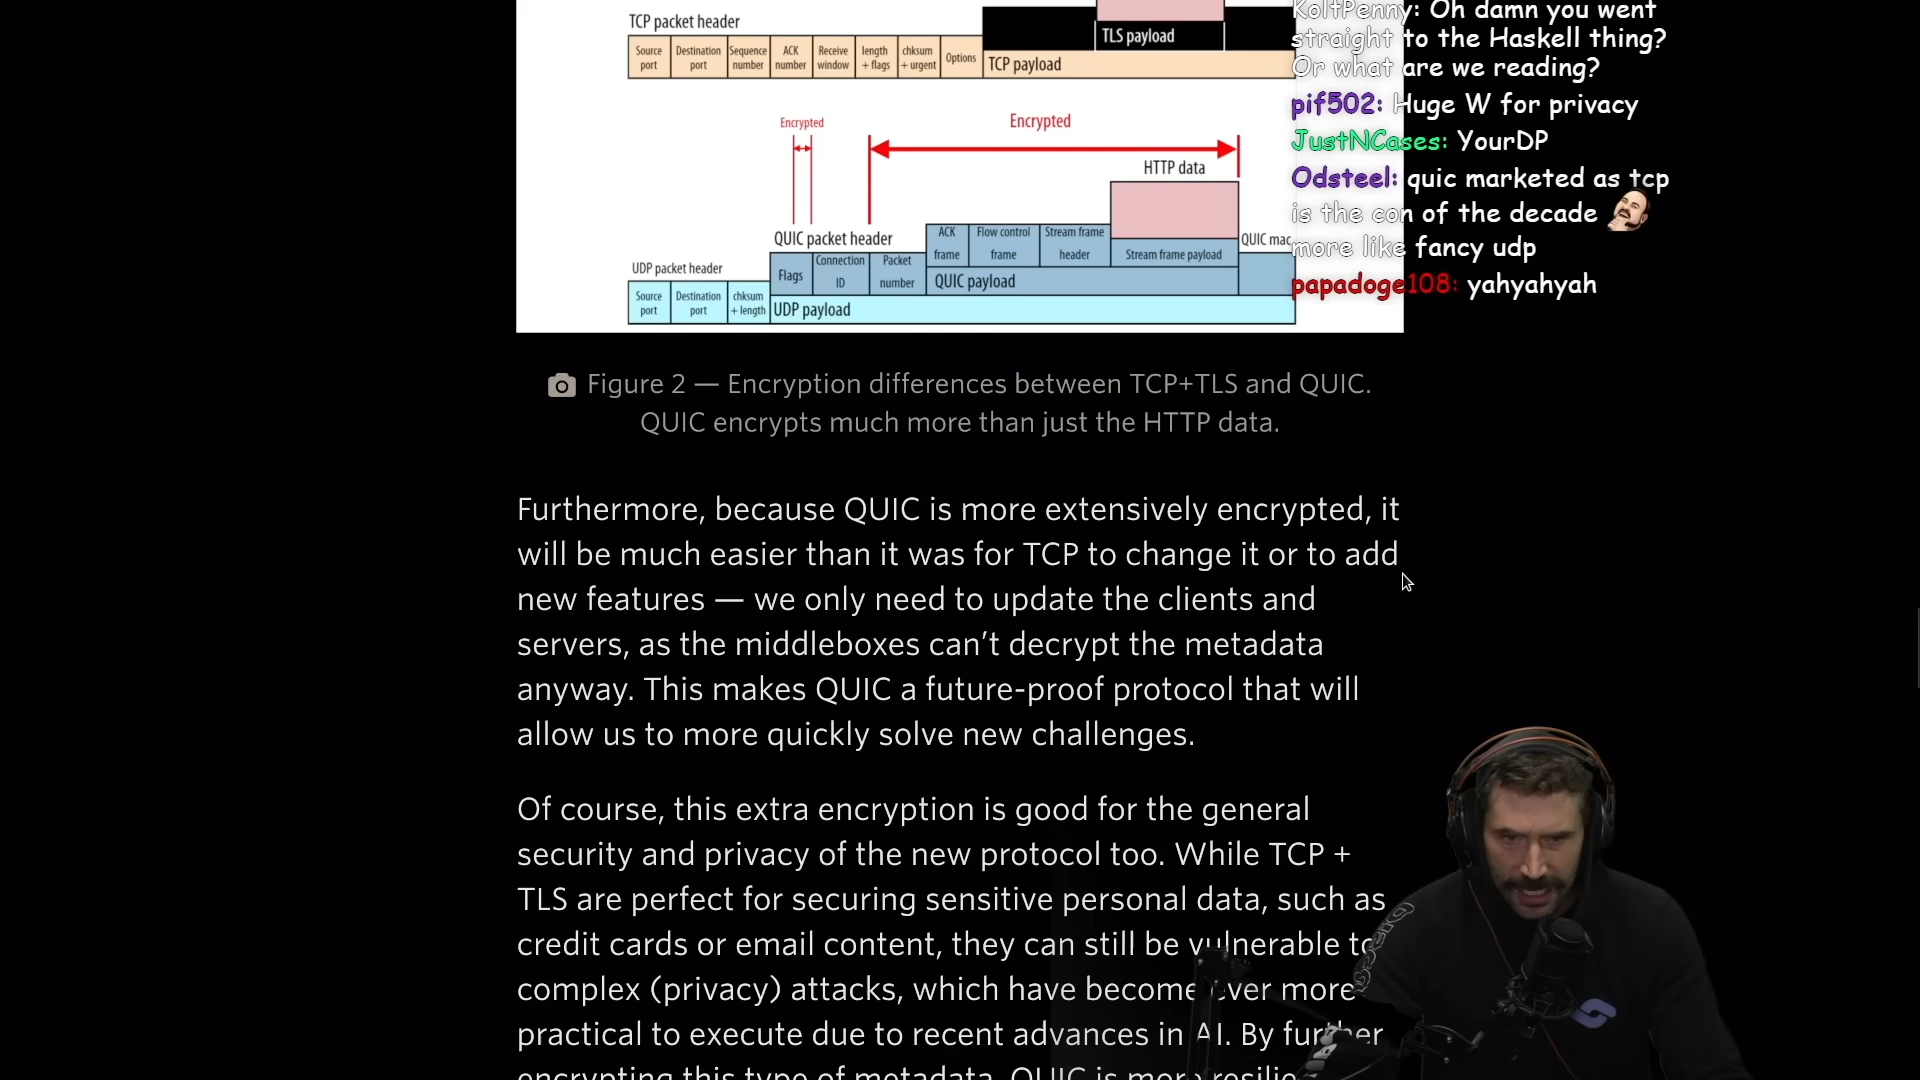 TCP packet header
TLS payload
Source port
Destination port
Sequence number
ACK number
Receive window
length + flags
chksum + urgent
Options
TCP payload
Encrypted
Encrypted
HTTP data
QUIC packet header
ACK frame
Flow control frame
Stream frame header
Stream frame payload
QUIC mac
UDP packet header
Flags
Connection ID
Packet number
QUIC payload
Source port
Destination port
chksum + length
UDP payload
Figure 2 — Encryption differences between TCP+TLS and QUIC.
QUIC encrypts much more than just the HTTP data.
Furthermore, because QUIC is more extensively encrypted, it
will be much easier than it was for TCP to change it or to add
new features — we only need to update the clients and
servers, as the middleboxes can’t decrypt the metadata
anyway. This makes QUIC a future-proof protocol that will
allow us to more quickly solve new challenges.
Of course, this extra encryption is good for the general
security and privacy of the new protocol too. While TCP +
TLS are perfect for securing sensitive personal data, such as
credit cards or email content, they can still be vulnerable to
complex (privacy) attacks, which have become ever more
practical to execute due to recent advances in AI. By further
encrypting this type of metadata, QUIC is more
KoltPenny: Oh damn you went
straight to the Haskell thing?
Or what are we reading?
pif502: Huge W for privacy
JustNCases: YourDP
Odsteel: quic marketed as tcp
is the con of the decade
more like fancy udp
papadoge108: yahyahyah